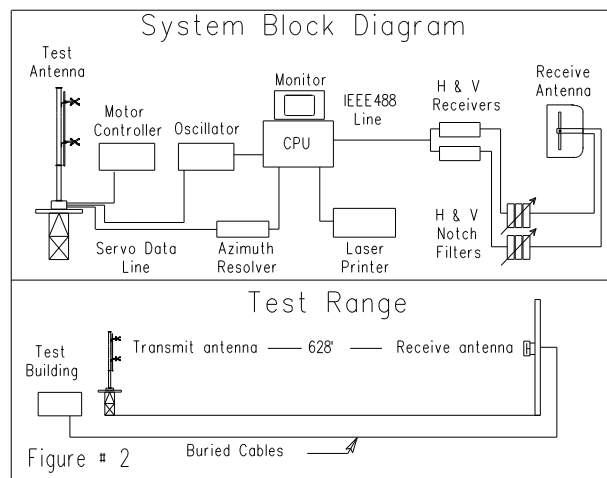 System Block Diagram
Test
Antenna
Motor
Controller
Oscillator
Monitor
CPU
IEEE488
Line
H & V
Receivers
Receive
Antenna
Servo Data
Line
Azimuth
Resolver
Laser
Printer
H & V
Notch
Filters
Test Range
Test
Building
Transmit antenna
628'
Receive antenna
Buried Cables
Figure # 2